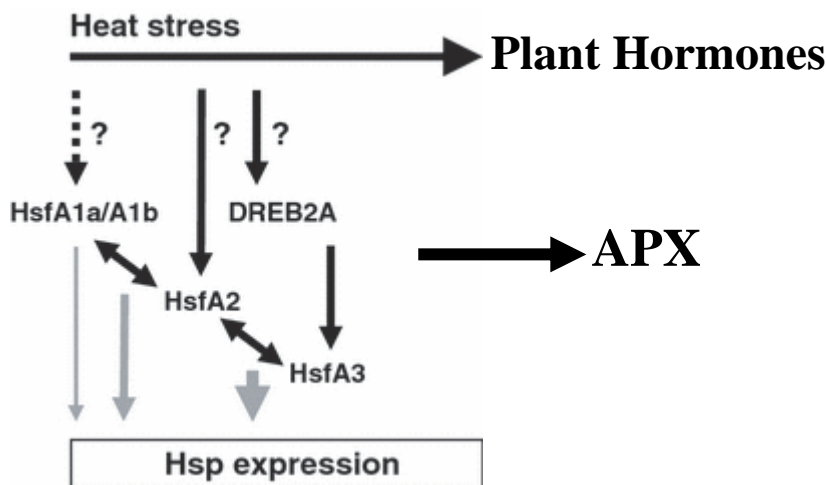 Heat stress
Plant Hormones
?
?
?
HsfA1a/A1b
DREB2A
APX
HsfA2
HsfA3
Hsp expression